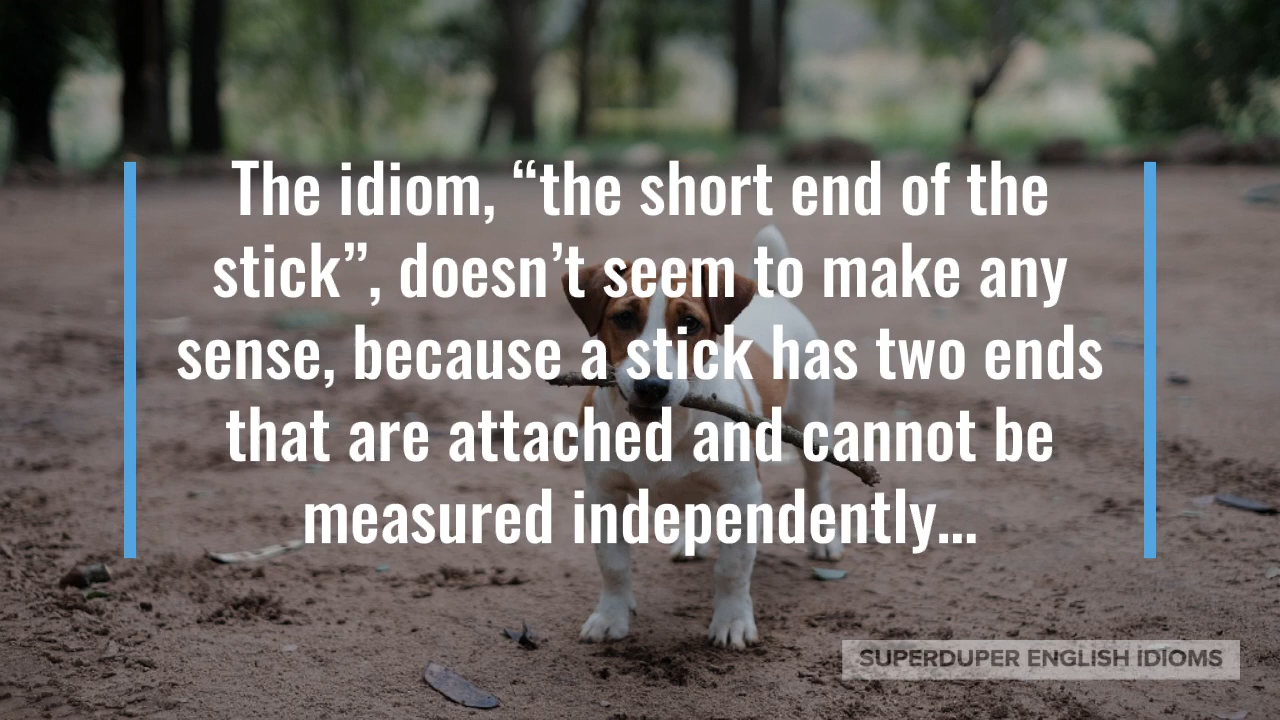 The idiom, “the short end of the
stick”, doesn’t seem to make any
sense, because a stick has two ends
that are attached and cannot be
measured independently...
SUPERDUPER ENGLISH IDIOMS